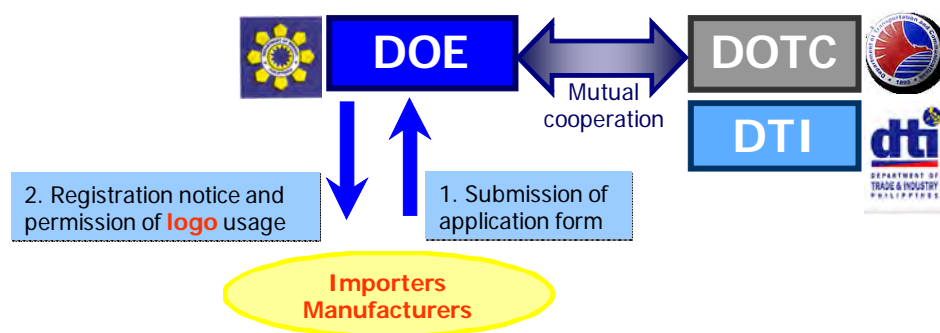 DOE
DOTC
Mutual
cooperation
DTI
dti
DEPARTMENT OF
TRADE & INDUSTRY
PHILIPPINES
2. Registration notice and
permission of logo usage
1. Submission of
application form
Importers
Manufacturers